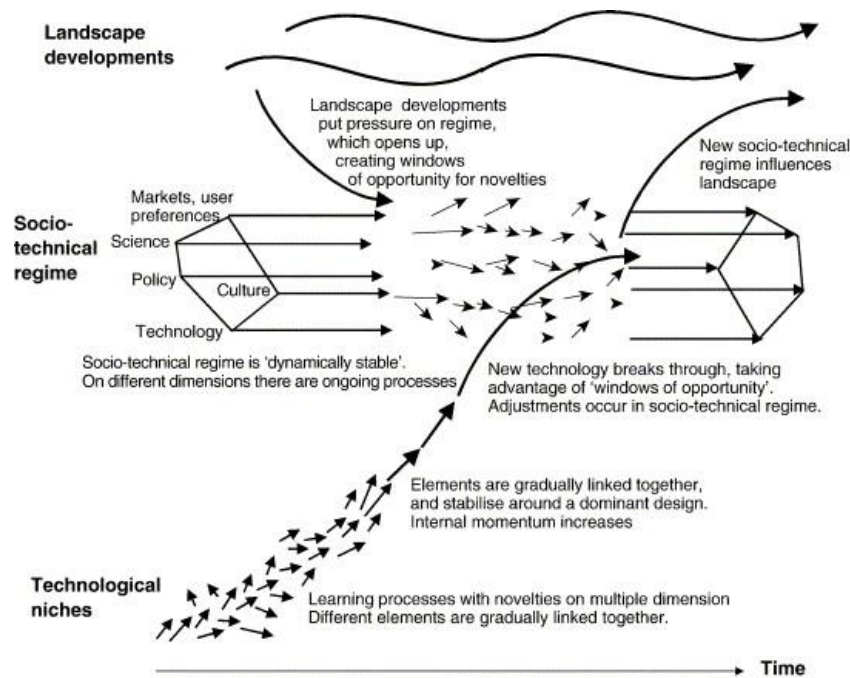 Landscape
developments
Landscape developments
put pressure on regime,
which opens up,
creating windows
of opportunity for novelties
New socio-technical
regime influences
landscape
Socio-
technical
regime
Markets, user
preferences
Science
Policy
Culture
Technology
Socio-technical regime is ‘dynamically stable’.
On different dimensions there are ongoing processes
New technology breaks through, taking
advantage of ‘windows of opportunity’.
Adjustments occur in socio-technical regime.
Elements are gradually linked together,
and stabilise around a dominant design.
Internal momentum increases
Technological
niches
Learning processes with novelties on multiple dimension
Different elements are gradually linked together.
Time